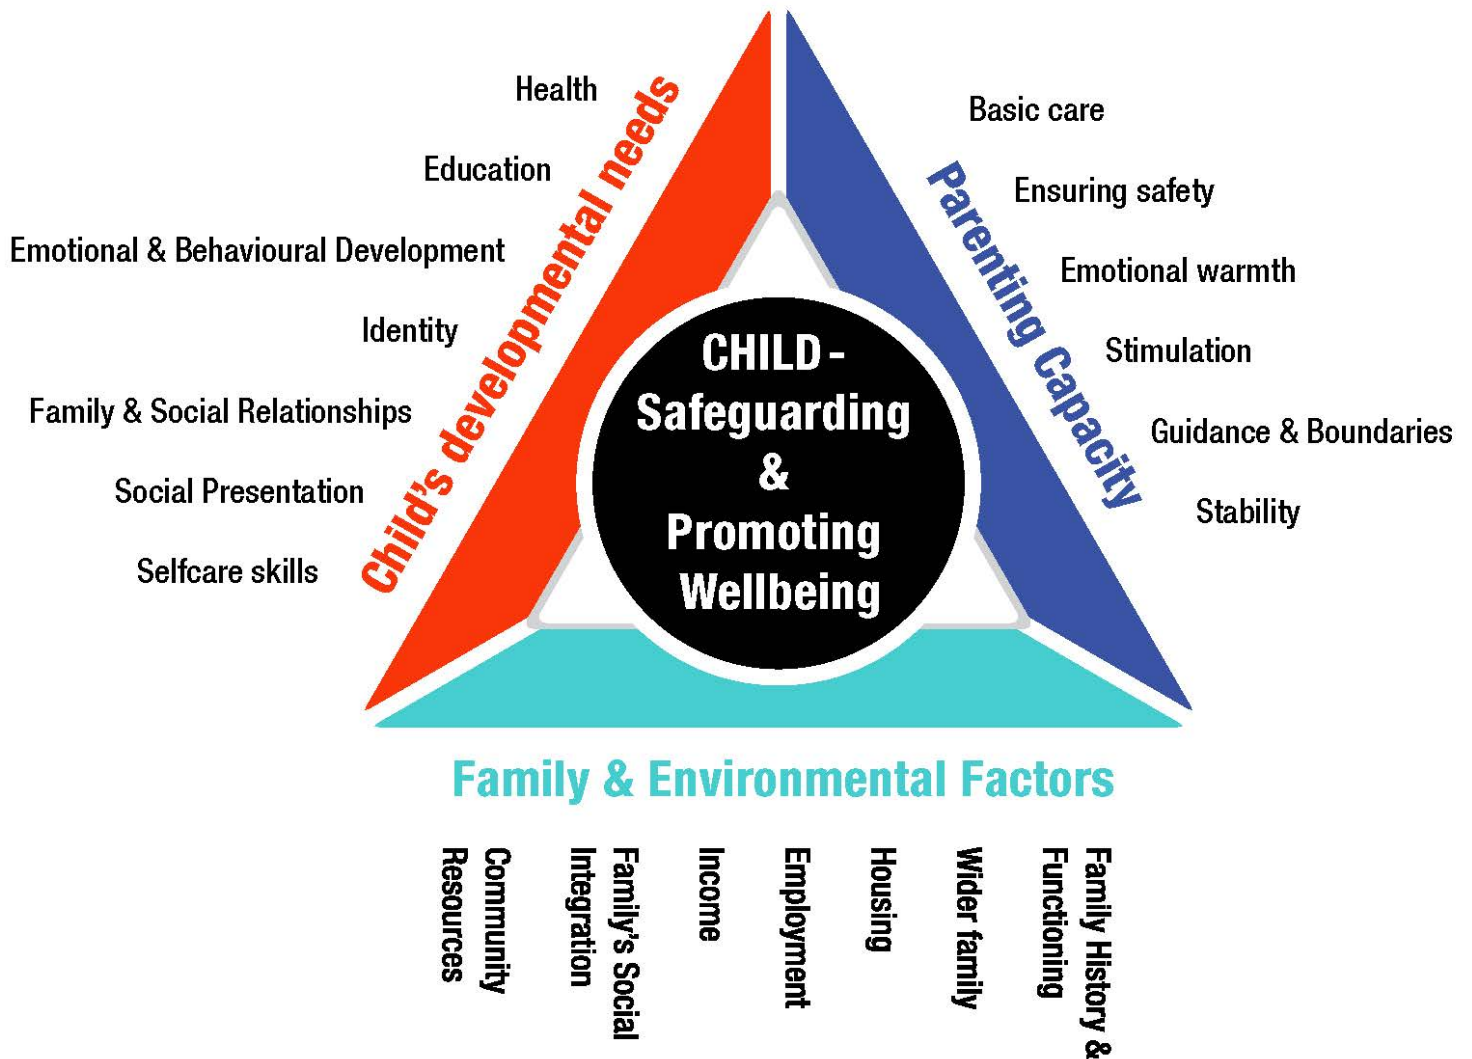 Health
Education
Emotional & Behavioural Development
Identity
Family & Social Relationships
Social Presentation
Selfcare skills
Child's developmental needs
CHILD -
Safeguarding
&
Promoting
Wellbeing
Parenting Capacity
Basic care
Ensuring safety
Emotional warmth
Stimulation
Guidance & Boundaries
Stability
Family & Environmental Factors
Community
Resources
Family's Social
Integration
Income
Employment
Housing
Wider family
Family History &
Functioning